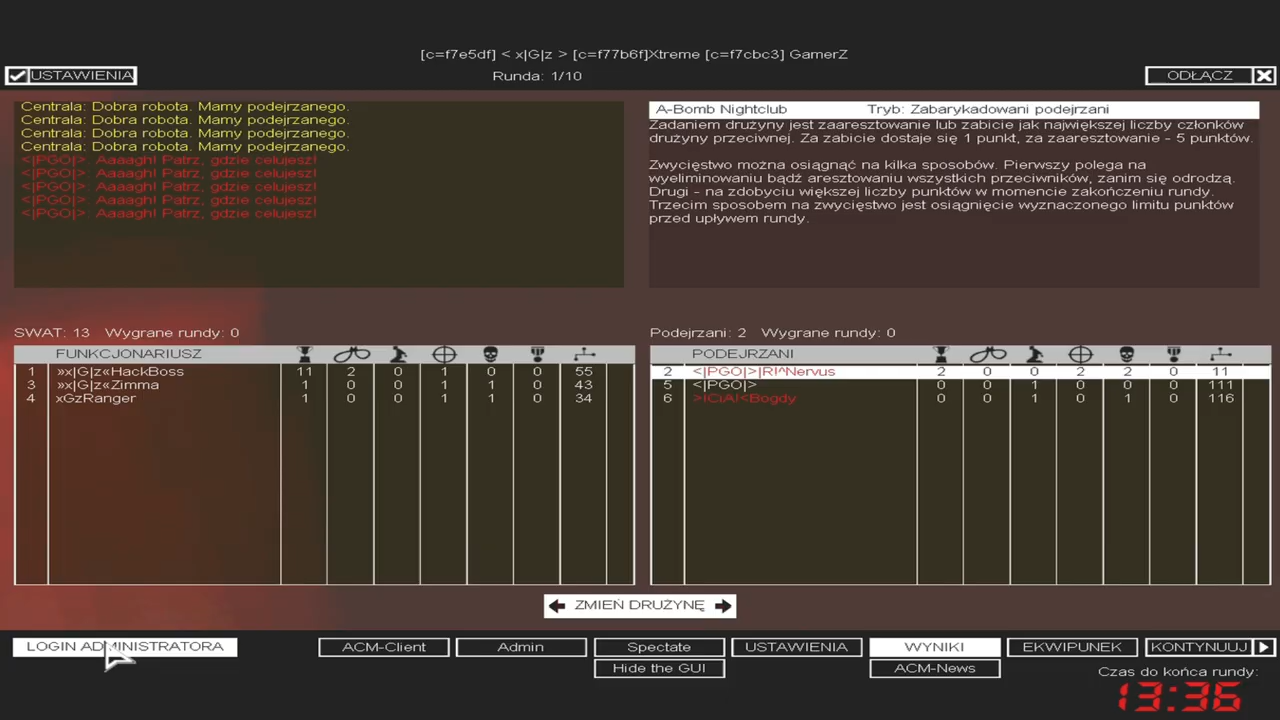 [c=f7e5df] < x|G|z > [c=f77b6f]Xtreme [c=f7cbc3] GamerZ
USTAWIENIA
Runda: 1/10
ODŁĄCZ
Centrala: Dobra robota. Mamy podejrzanego.
Centrala: Dobra robota. Mamy podejrzanego.
Centrala: Dobra robota. Mamy podejrzanego.
Centrala: Dobra robota. Mamy podejrzanego.
<|PGO|>: Aaaagh! Patrz, gdzie celujesz!
<|PGO|>: Aaaagh! Patrz, gdzie celujesz!
<|PGO|>: Aaaagh! Patrz, gdzie celujesz!
<|PGO|>: Aaaagh! Patrz, gdzie celujesz!
<|PGO|>: Aaaagh! Patrz, gdzie celujesz!
A-Bomb Nightclub Tryb: Zabarykadowani podejrzani
Zadaniem drużyny jest zaaresztowanie lub zabicie jak największej liczby członków
drużyny przeciwnej. Za zabicie dostaje się 1 punkt, za zaaresztowanie - 5 punktów.
Zwycięstwo można osiągnąć na kilka sposobów. Pierwszy polega na
wyeliminowaniu bądź aresztowaniu wszystkich przeciwników, zanim się odrodzą.
Drugi - na zdobyciu większej liczby punktów w momencie zakończeniu rundy.
Trzecim sposobem na zwycięstwo jest osiągnięcie wyznaczonego limitu punktów
przed upływem rundy.
SWAT: 13 Wygrane rundy: 0
FUNKCJONARIUSZ
1 »x|G|z«HackBoss 11 2 0 1 0 0 55
3 »x|G|z«Zimma 1 0 0 1 1 0 43
4 xGzRanger 1 0 0 1 1 0 34
Podejrzani: 2 Wygrane rundy: 0
PODEJRZANI
2 <|PGO|>|R|^Nervus 2 0 0 2 2 0 11
5 <|PGO|> 0 0 1 0 0 0 111
6 >|CiA|<Bogdy 0 0 1 0 1 0 116
ZMIEŃ DRUŻYNĘ
LOGIN ADMINISTRATORA
ACM-Client
Admin
Spectate
USTAWIENIA
WYNIKI
EKWIPUNEK
KONTYNUUJ
Hide the GUI
ACM-News
Czas do końca rundy:
13:36